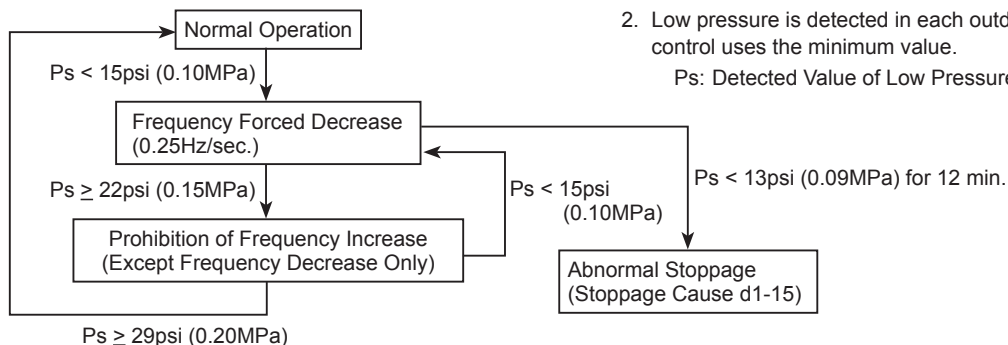 Normal Operation
2. Low pressure is detected in each outd
control uses the minimum value.
Ps: Detected Value of Low Pressure
Ps < 15psi (0.10MPa)
Frequency Forced Decrease
(0.25Hz/sec.)
Ps ≥ 22psi (0.15MPa)
Ps < 15psi
(0.10MPa)
Ps < 13psi (0.09MPa) for 12 min.
Prohibition of Frequency Increase
(Except Frequency Decrease Only)
Abnormal Stoppage
(Stoppage Cause d1-15)
Ps ≥ 29psi (0.20MPa)